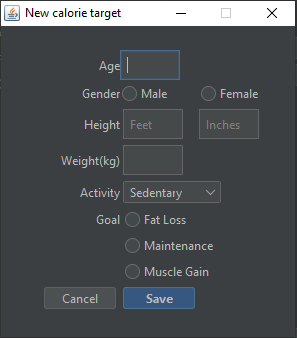 New calorie target
Age
Gender Male Female
Height Feet Inches
Weight(kg)
Activity Sedentary
Goal Fat Loss
Maintenance
Muscle Gain
Cancel Save